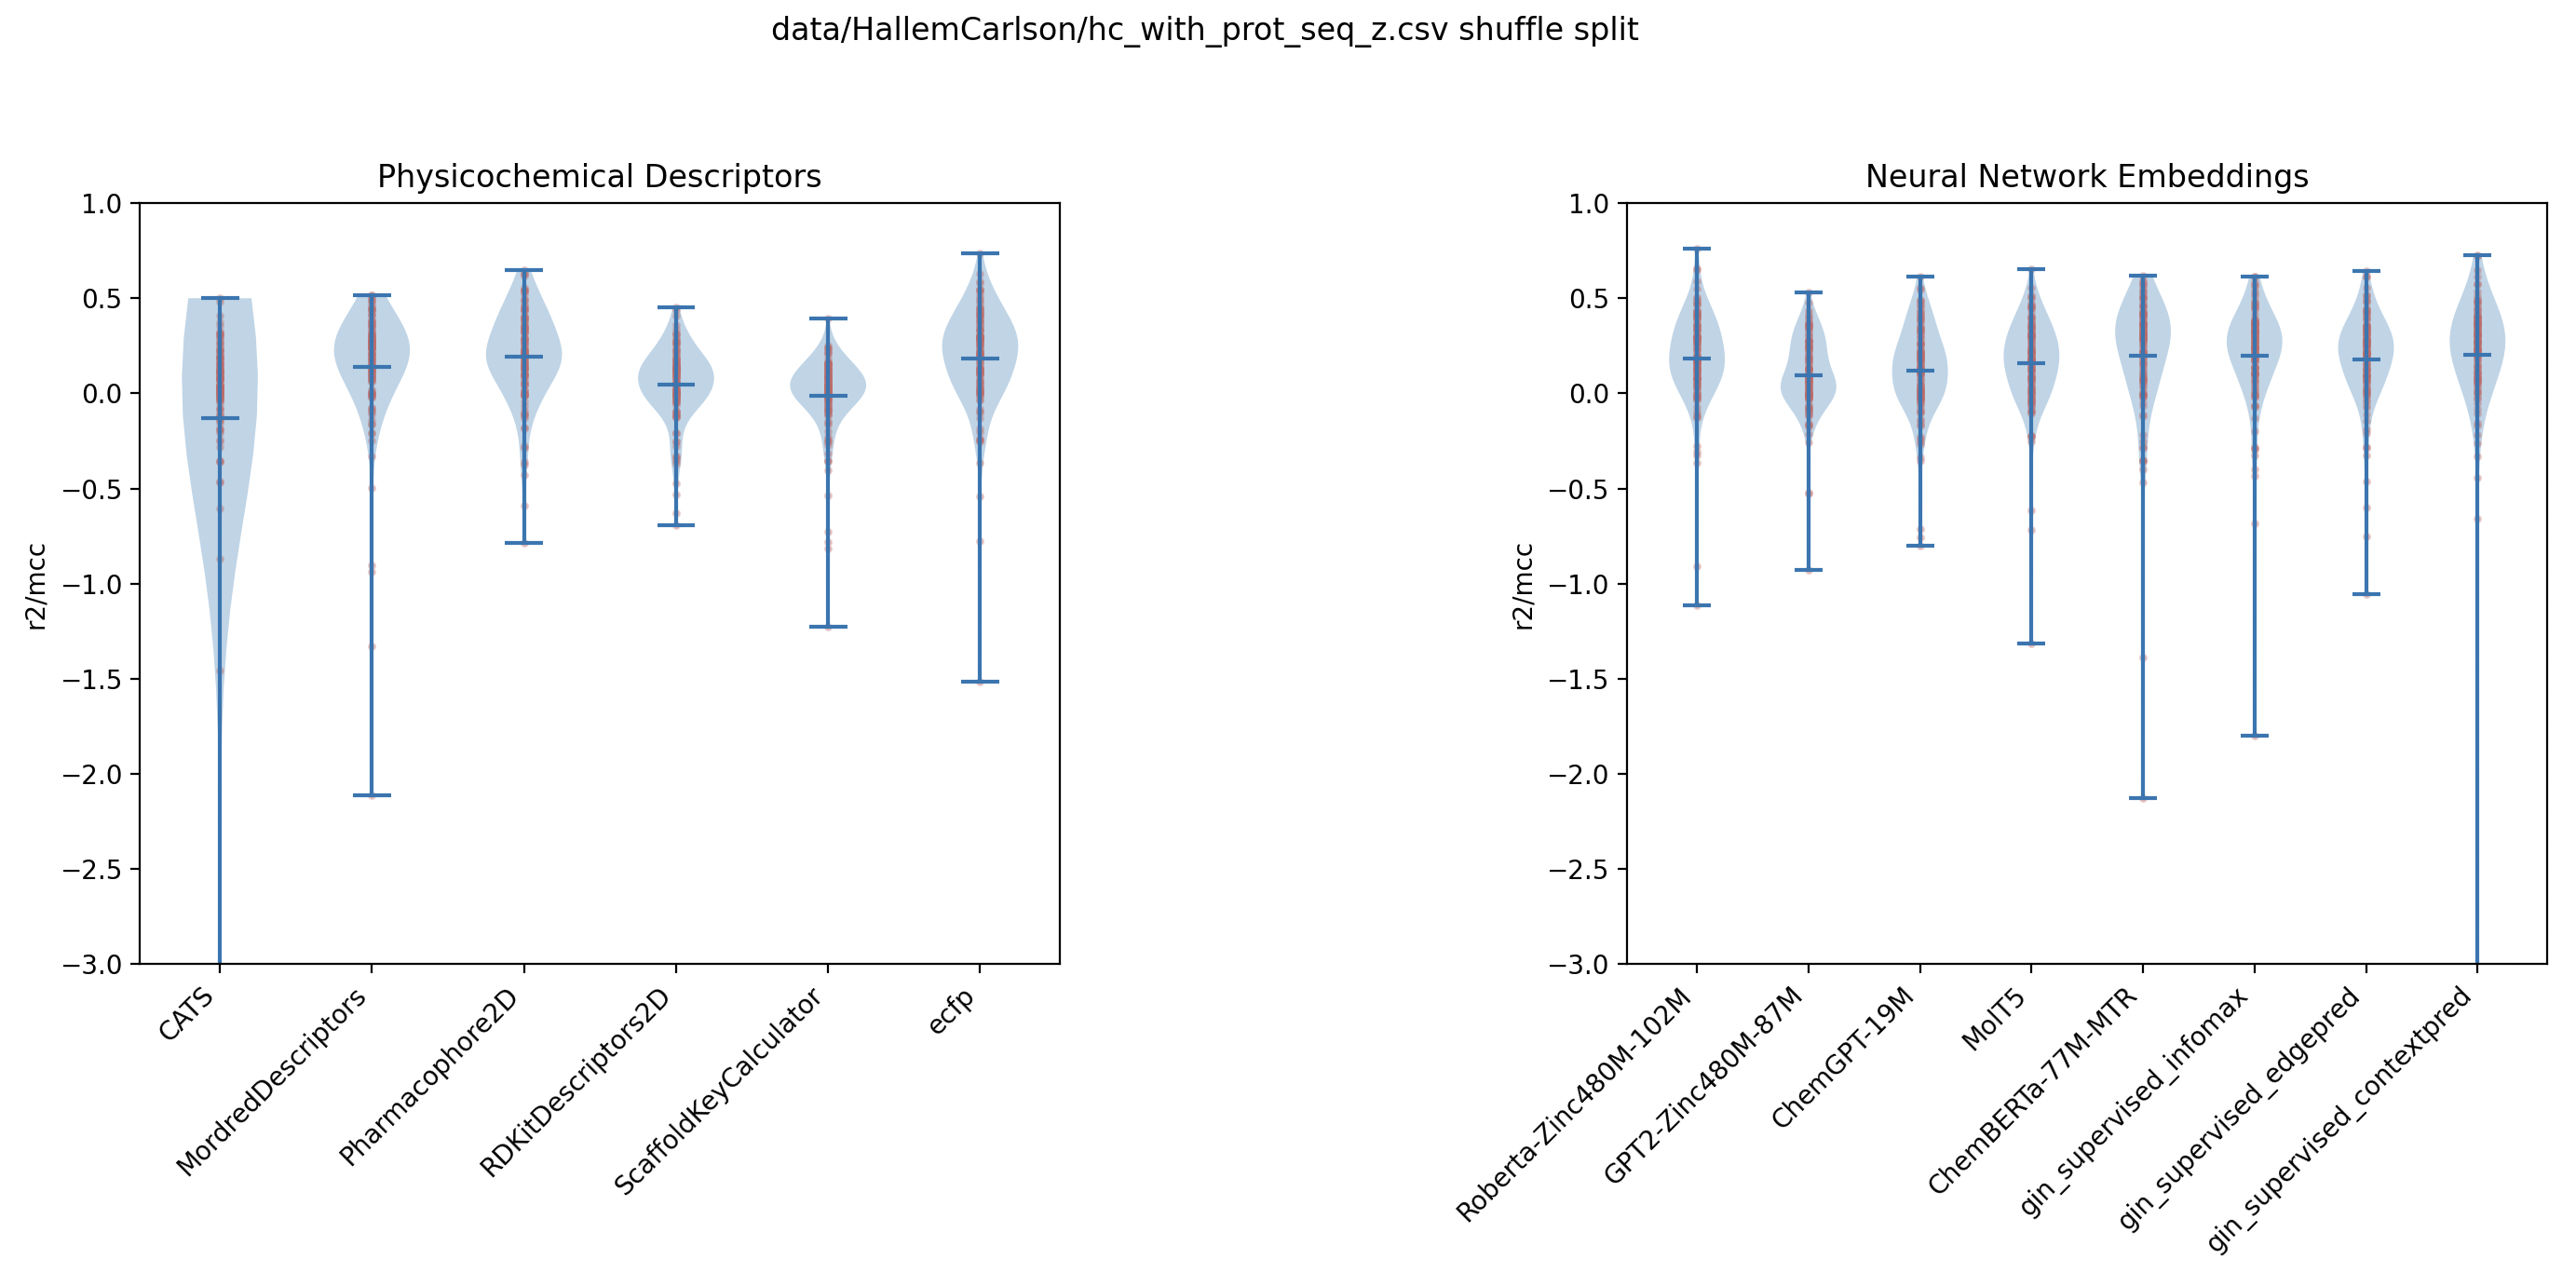 data/HallemCarlson/hc_with_prot_seq_z.csv shuffle split
Physicochemical Descriptors
r2/mcc
1.0
0.5
0.0
−0.5
−1.0
−1.5
−2.0
−2.5
−3.0
CATS
MordredDescriptors
Pharmacophore2D
RDKitDescriptors2D
ScaffoldKeyCalculator
ecfp
Neural Network Embeddings
r2/mcc
1.0
0.5
0.0
−0.5
−1.0
−1.5
−2.0
−2.5
−3.0
Roberta-Zinc480M-102M
GPT2-Zinc480M-87M
ChemGPT-19M
MolT5
ChemBERTa-77M-MTR
gin_supervised_infomax
gin_supervised_edgepred
gin_supervised_contextpred